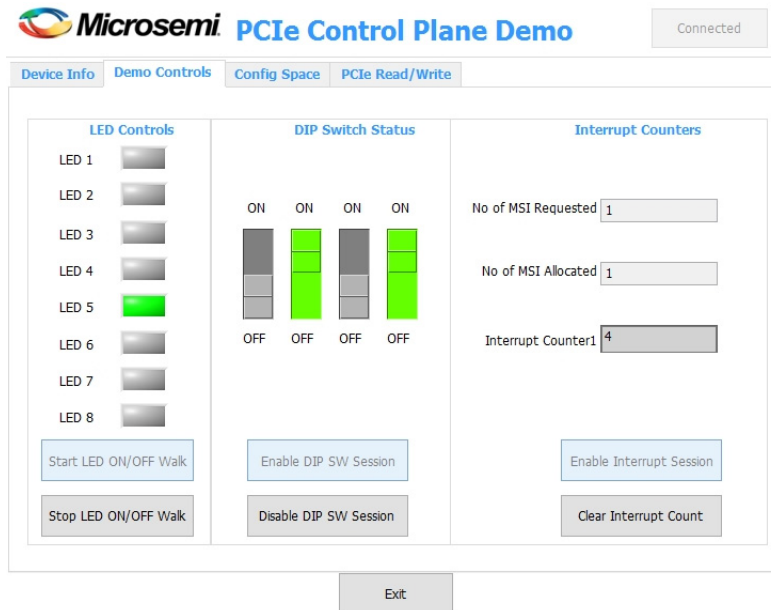 Microsemi.
PCIe Control Plane Demo
Connected
Device Info
Demo Controls
Config Space
PCIe Read/Write
LED Controls
LED 1
LED 2
LED 3
LED 4
LED 5
LED 6
LED 7
LED 8
Start LED ON/OFF Walk
Stop LED ON/OFF Walk
DIP Switch Status
ON ON ON ON
OFF OFF OFF OFF
Enable DIP SW Session
Disable DIP SW Session
Interrupt Counters
No of MSI Requested 1
No of MSI Allocated 1
Interrupt Counter1 4
Enable Interrupt Session
Clear Interrupt Count
Exit